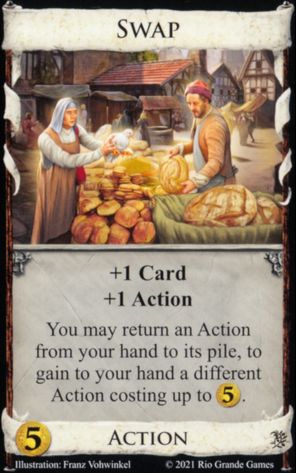 SWAP
+1 Card
+1 Action
You may return an Action
from your hand to its pile, to
gain to your hand a different
Action costing up to 5.
5 ACTION
Illustration: Franz Vohwinkel © 2021 Rio Grande Games